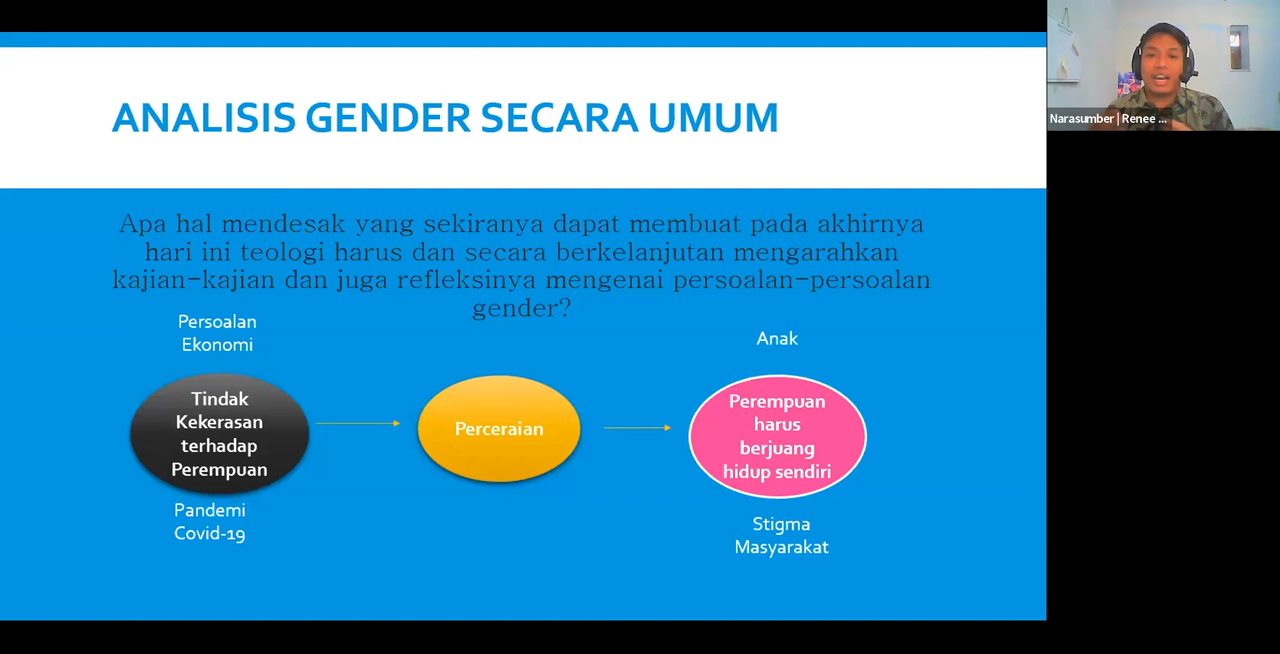 ANALISIS GENDER SECARA UMUM
Apa hal mendesak yang sekiranya dapat membuat pada akhirnya
hari ini teologi harus dan secara berkelanjutan mengarahkan
kajian-kajian dan juga refleksinya mengenai persoalan-persoalan
gender?
Persoalan
Ekonomi
Tindak
Kekerasan
terhadap
Perempuan
Pandemi
Covid-19
Perceraian
Anak
Perempuan
harus
berjuang
hidup sendiri
Stigma
Masyarakat
Narasumber | Renee ...